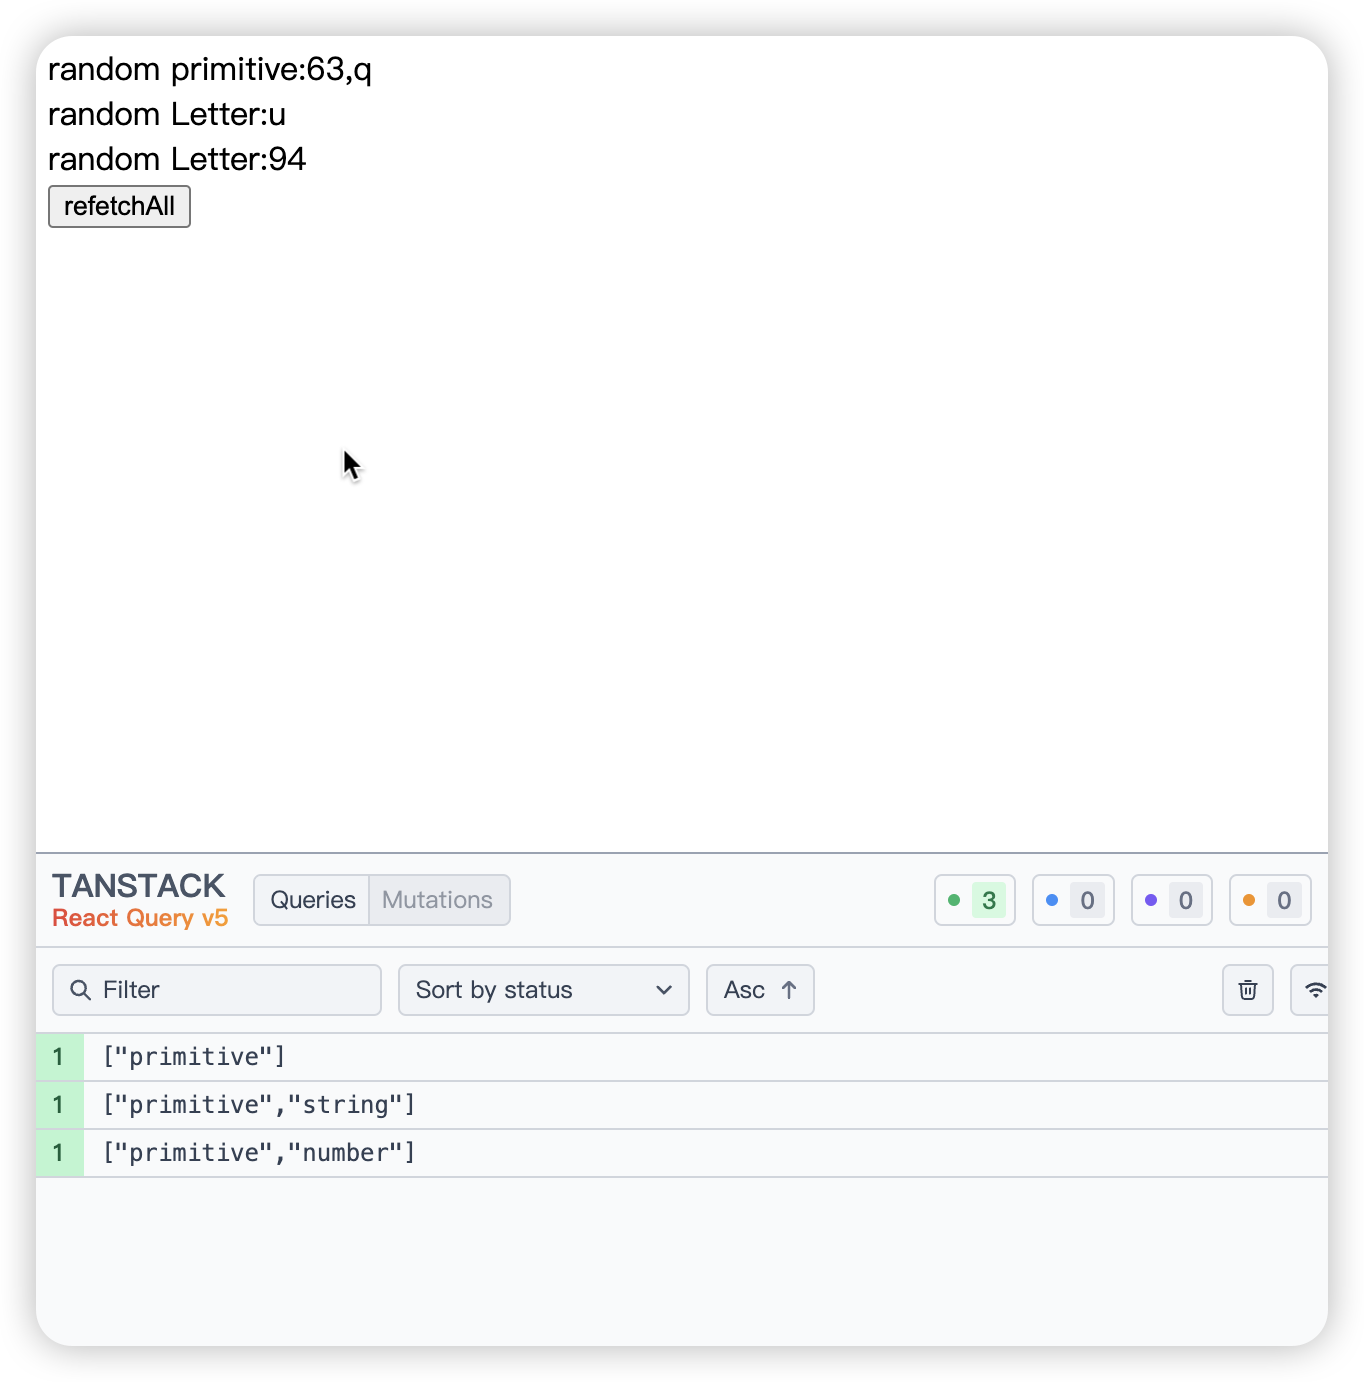 random primitive:63,q
random Letter:u
random Letter:94
refetchAll
TANSTACK
React Query v5
Queries Mutations
3 0 0 0
Filter Sort by status Asc ↑
1 ["primitive"]
1 ["primitive","string"]
1 ["primitive","number"]